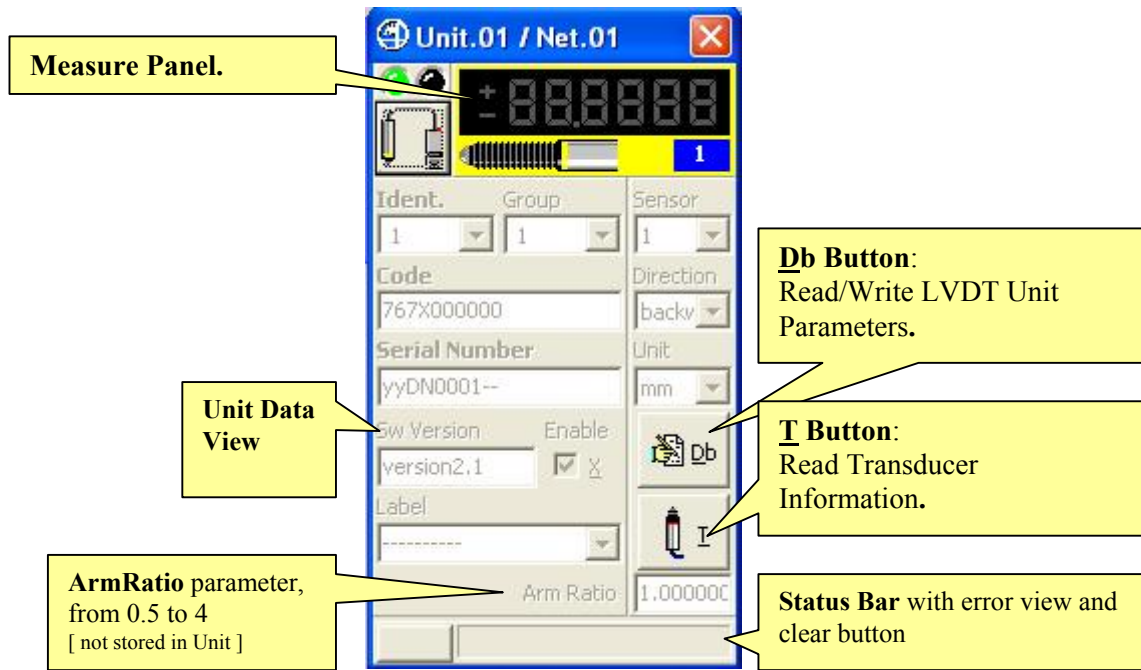 Unit.01 / Net.01
Measure Panel.
1
Ident. Group Sensor
1 1 1
Code Direction
767X000000 backv
Serial Number Unit
yyDN0001-- mm
Sw Version Enable
version2.1 X
Db
Label
----------
T
Arm Ratio 1.000000
Db Button:
Read/Write LVDT Unit
Parameters.
Unit Data
View
T Button:
Read Transducer
Information.
ArmRatio parameter,
from 0.5 to 4
[ not stored in Unit ]
Status Bar with error view and
clear button